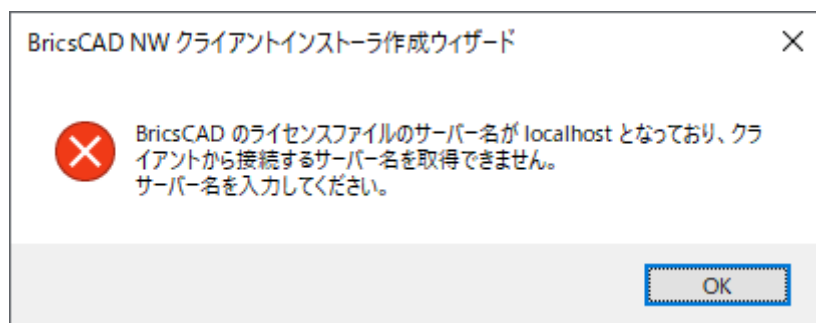 BricsCAD NW クライアントインストーラ作成ウィザード
BricsCAD のライセンスファイルのサーバー名が localhost となっており、クラ
イアントから接続するサーバー名を取得できません。
サーバー名を入力してください。
OK